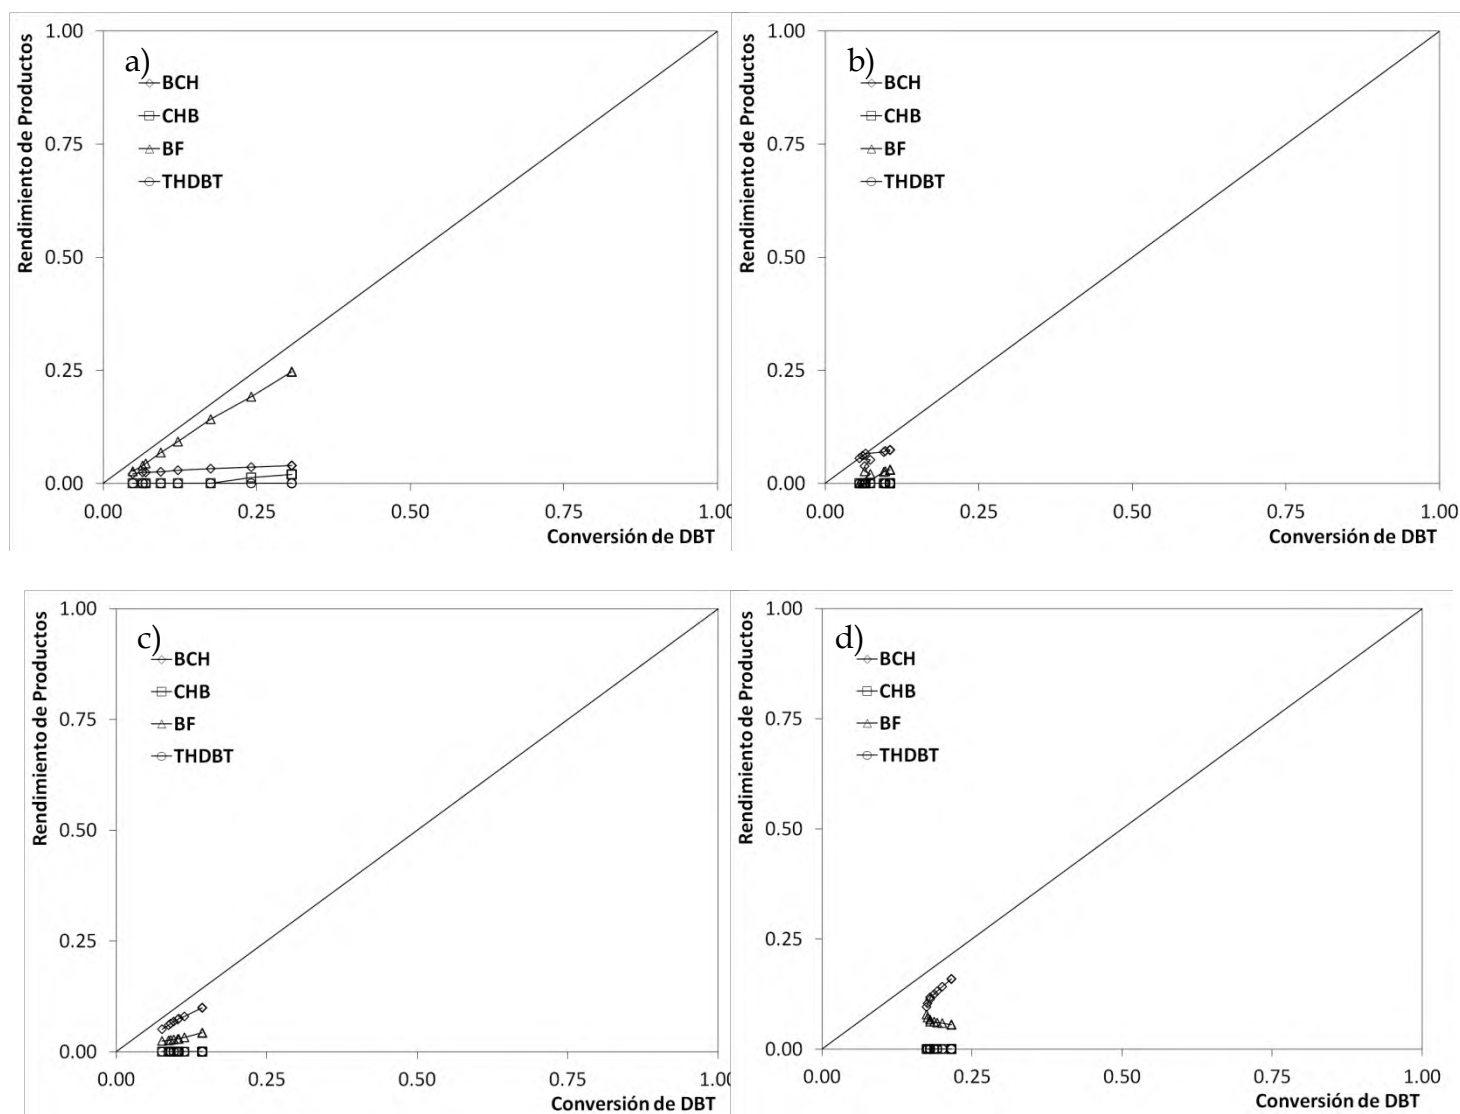 a)
Rendimiento de Productos
1.00
0.75
0.50
0.25
0.00
BCH
CHB
BF
THDBT
0.00 0.25 0.50 0.75 1.00
Conversión de DBT
b)
Rendimiento de Productos
1.00
0.75
0.50
0.25
0.00
BCH
CHB
BF
THDBT
0.00 0.25 0.50 0.75 1.00
Conversión de DBT
c)
Rendimiento de Productos
1.00
0.75
0.50
0.25
0.00
BCH
CHB
BF
THDBT
0.00 0.25 0.50 0.75 1.00
Conversión de DBT
d)
Rendimiento de Productos
1.00
0.75
0.50
0.25
0.00
BCH
CHB
BF
THDBT
0.00 0.25 0.50 0.75 1.00
Conversión de DBT